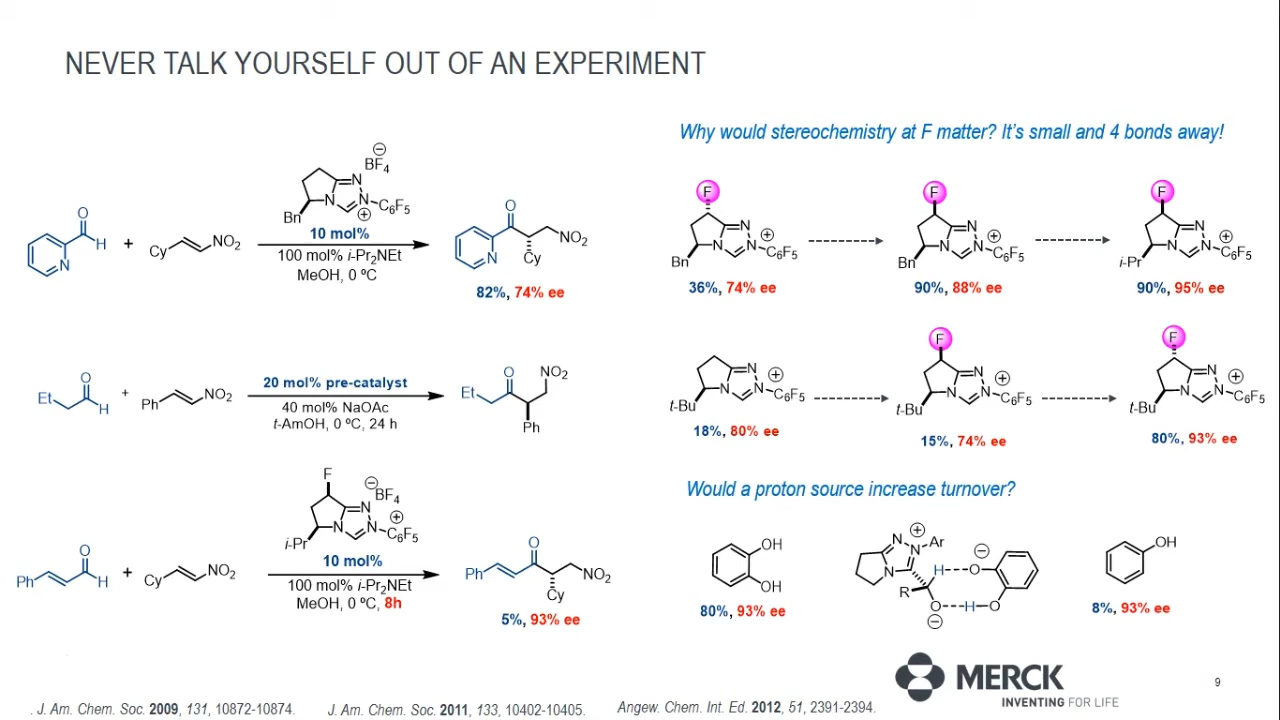 NEVER TALK YOURSELF OUT OF AN EXPERIMENT
O
H
N
+
Cy
NO₂
⊖
BF₄
N
N
N
⊕
C₆F₅
Bn
10 mol%
100 mol% i-Pr₂NEt
MeOH, 0 ºC
O
N
Cy
NO₂
82%, 74% ee
Et
O
H
+
Ph
NO₂
20 mol% pre-catalyst
40 mol% NaOAc
t-AmOH, 0 ºC, 24 h
Et
O
NO₂
Ph
Ph
O
H
+
Cy
NO₂
F
⊖
BF₄
N
N
N
⊕
C₆F₅
i-Pr
10 mol%
100 mol% i-Pr₂NEt
MeOH, 0 ºC, 8h
Ph
O
Cy
NO₂
5%, 93% ee
Why would stereochemistry at F matter? It's small and 4 bonds away!
F
N
N
N
⊕
C₆F₅
Bn
36%, 74% ee
F
N
N
N
⊕
C₆F₅
Bn
90%, 88% ee
F
N
N
N
⊕
C₆F₅
i-Pr
90%, 95% ee
N
N
N
⊕
C₆F₅
t-Bu
18%, 80% ee
F
N
N
N
⊕
C₆F₅
t-Bu
15%, 74% ee
F
N
N
N
⊕
C₆F₅
t-Bu
80%, 93% ee
Would a proton source increase turnover?
OH
OH
80%, 93% ee
⊕
N
N
N
Ar
H
O
⊖
R
O
⊖
H
O
OH
8%, 93% ee
MERCK
INVENTING FOR LIFE
9
. J. Am. Chem. Soc. 2009, 131, 10872-10874.
J. Am. Chem. Soc. 2011, 133, 10402-10405.
Angew. Chem. Int. Ed. 2012, 51, 2391-2394.